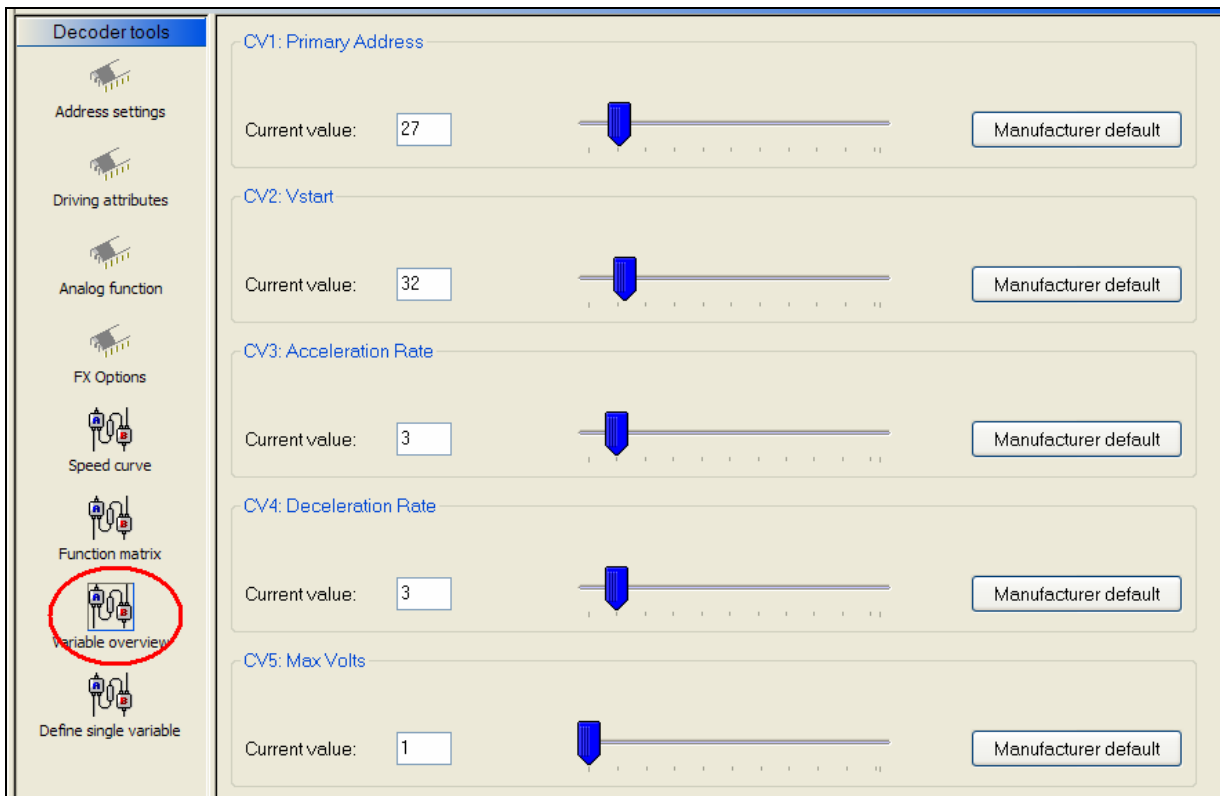 Decoder tools
Address settings
Driving attributes
Analog function
FX Options
Speed curve
Function matrix
Variable overview
Define single variable
CV1: Primary Address
Current value: 27 Manufacturer default
CV2: Vstart
Current value: 32 Manufacturer default
CV3: Acceleration Rate
Current value: 3 Manufacturer default
CV4: Deceleration Rate
Current value: 3 Manufacturer default
CV5: Max Volts
Current value: 1 Manufacturer default